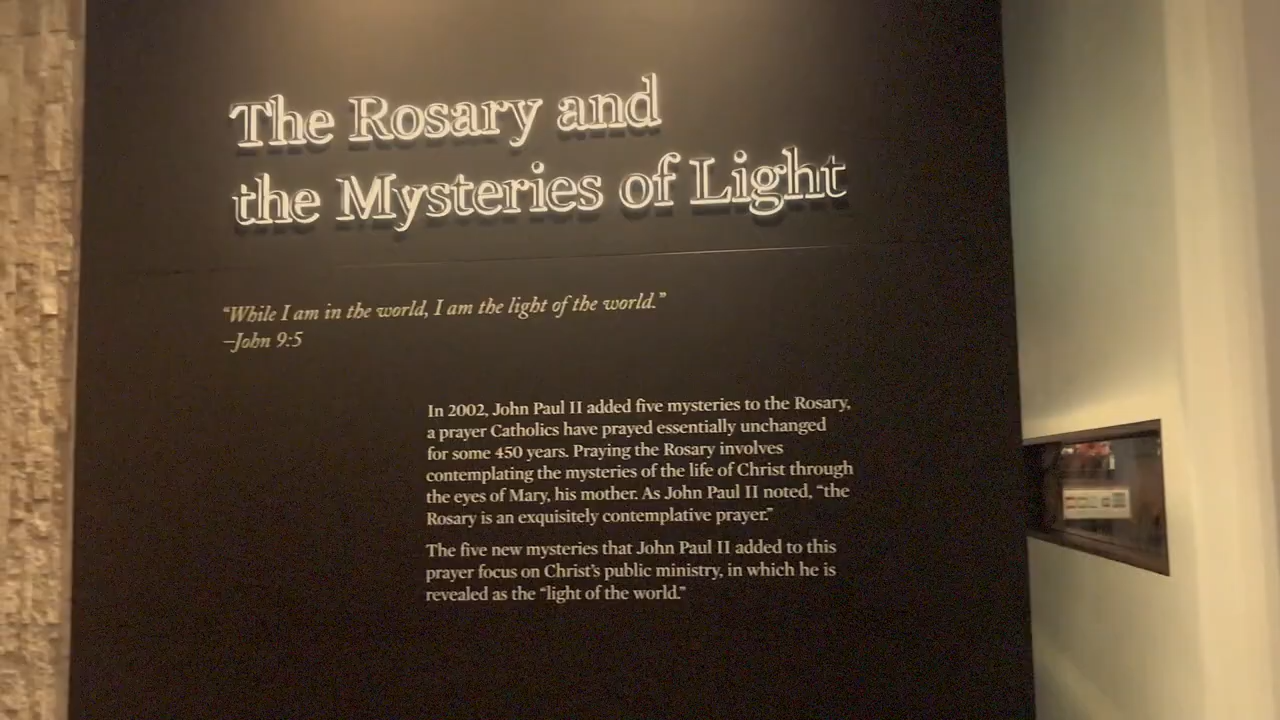 The Rosary and
the Mysteries of Light
“While I am in the world, I am the light of the world.”
–John 9:5
In 2002, John Paul II added five mysteries to the Rosary,
a prayer Catholics have prayed essentially unchanged
for some 450 years. Praying the Rosary involves
contemplating the mysteries of the life of Christ through
the eyes of Mary, his mother. As John Paul II noted, “the
Rosary is an exquisitely contemplative prayer.”
The five new mysteries that John Paul II added to this
prayer focus on Christ’s public ministry, in which he is
revealed as the “light of the world.”